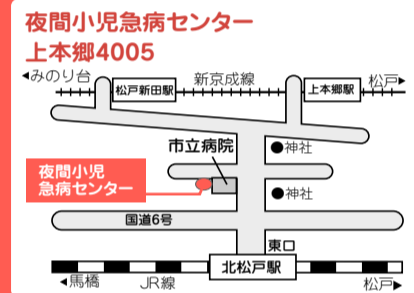 夜間小児急病センター
上本郷4005
◀みのり台
松戸新田駅
新京成線
上本郷駅
松戸▶
市立病院
●神社
夜間小児
急病センター
●神社
国道6号
東口
北松戸駅
◀馬橋
JR線
松戸▶